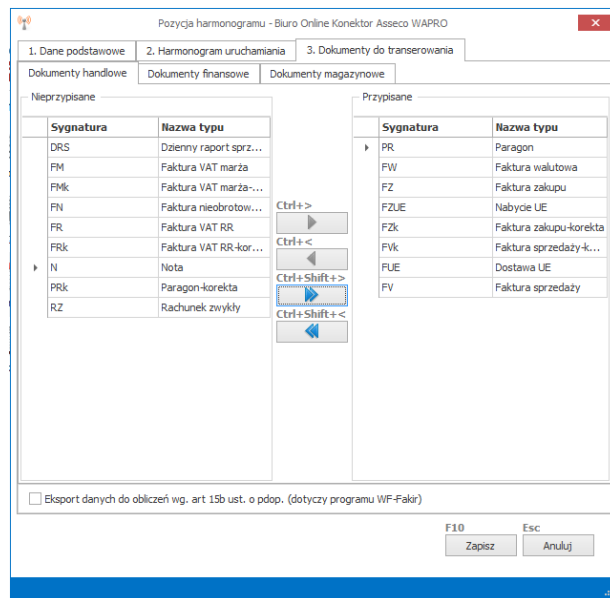 Pozycja harmonogramu - Biuro Online Konektor Asseco WAPRO
1. Dane podstawowe 2. Harmonogram uruchamiania 3. Dokumenty do transerowania
Dokumenty handlowe Dokumenty finansowe Dokumenty magazynowe
Nieprzypisane
Sygnatura Nazwa typu
DRS Dzienny raport sprz...
FM Faktura VAT marża
FMk Faktura VAT marża-...
FN Faktura nieobrotow...
FR Faktura VAT RR
FRk Faktura VAT RR-kor...
N Nota
PRk Paragon-korekta
RZ Rachunek zwykły
Ctrl+>
Ctrl+<
Ctrl+Shift+>
Ctrl+Shift+<
Przypisane
Sygnatura Nazwa typu
PR Paragon
FW Faktura walutowa
FZ Faktura zakupu
FZUE Nabycie UE
FZk Faktura zakupu-korekta
FVk Faktura sprzedaży-k...
FUE Dostawa UE
FV Faktura sprzedaży
Eksport danych do obliczeń wg. art 15b ust. o pdop. (dotyczy programu WF-Fakir)
F10 Esc
Zapisz Anuluj